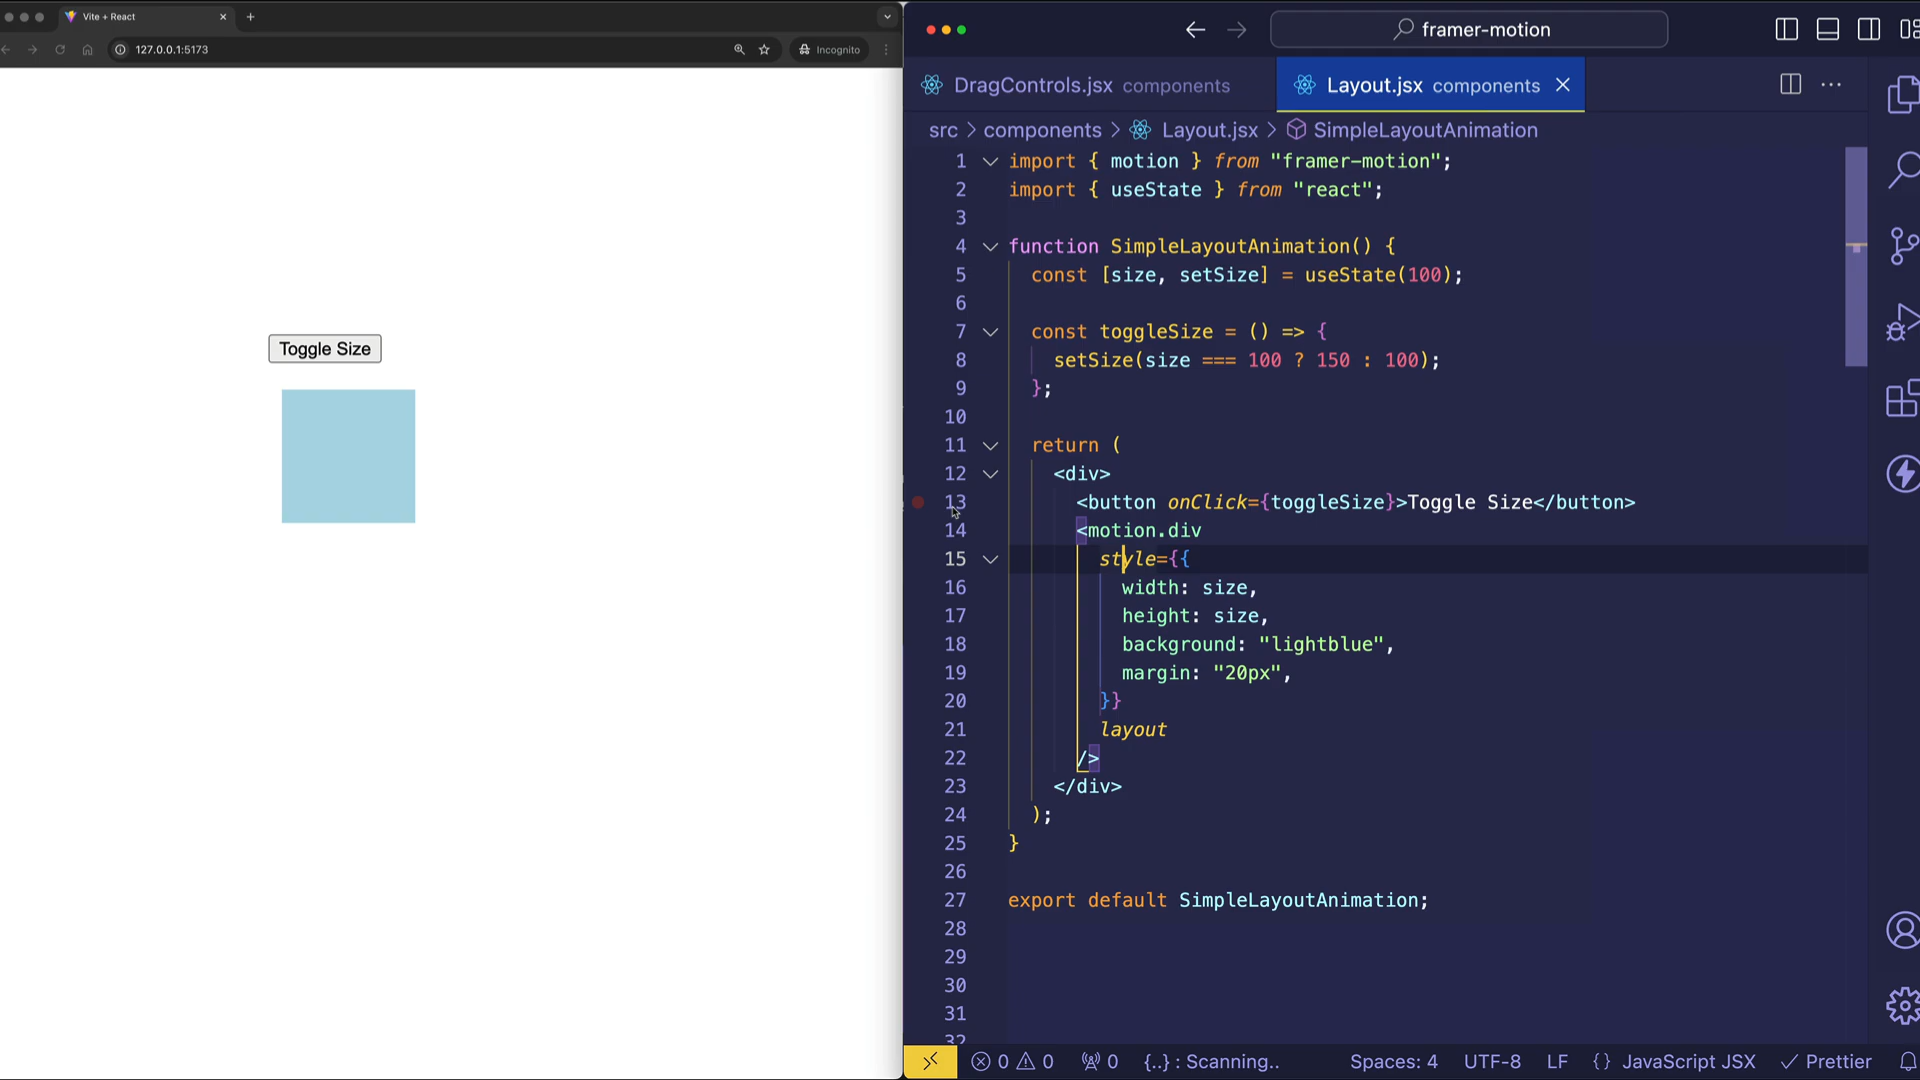 Vite + React
127.0.0.1:5173
Incognito
Toggle Size
framer-motion
DragControls.jsx components
Layout.jsx components
src > components > Layout.jsx > SimpleLayoutAnimation
1 import { motion } from "framer-motion";
2 import { useState } from "react";
3
4 function SimpleLayoutAnimation() {
5 const [size, setSize] = useState(100);
6
7 const toggleSize = () => {
8 setSize(size === 100 ? 150 : 100);
9 };
10
11 return (
12 <div>
13 <button onClick={toggleSize}>Toggle Size</button>
14 <motion.div
15 style={{
16 width: size,
17 height: size,
18 background: "lightblue",
19 margin: "20px",
20 }}
21 layout
22 />
23 </div>
24 );
25 }
26
27 export default SimpleLayoutAnimation;
28
29
30
31
32
0 0 0 {..} : Scanning.. Spaces: 4 UTF-8 LF {} JavaScript JSX Prettier